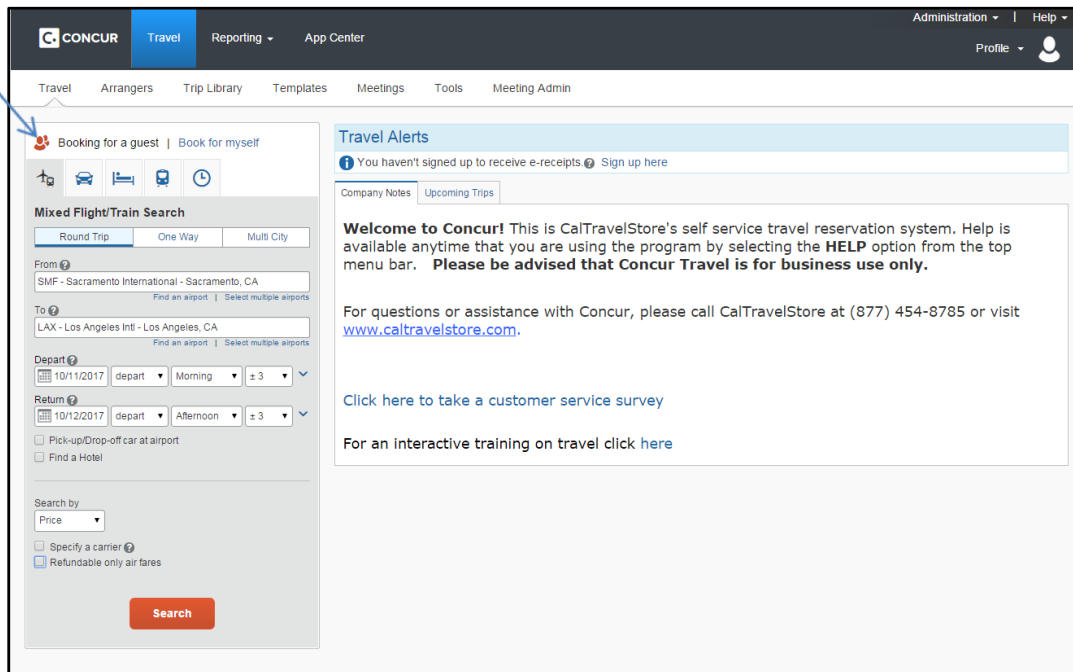 Administration | Help
C. CONCUR Travel Reporting App Center
Profile
Travel Arrangers Trip Library Templates Meetings Tools Meeting Admin
Booking for a guest | Book for myself
Mixed Flight/Train Search
Round Trip One Way Multi City
From ?
SMF - Sacramento International - Sacramento, CA
Find an airport | Select multiple airports
To ?
LAX - Los Angeles Intl - Los Angeles, CA
Find an airport | Select multiple airports
Depart ?
10/11/2017 depart Morning ± 3
Return ?
10/12/2017 depart Afternoon ± 3
Pick-up/Drop-off car at airport
Find a Hotel
Search by
Price
Specify a carrier ?
Refundable only air fares
Search
Travel Alerts
i You haven't signed up to receive e-receipts. ? Sign up here
Company Notes Upcoming Trips
Welcome to Concur! This is CalTravelStore's self service travel reservation system. Help is
available anytime that you are using the program by selecting the HELP option from the top
menu bar. Please be advised that Concur Travel is for business use only.
For questions or assistance with Concur, please call CalTravelStore at (877) 454-8785 or visit
www.caltravelstore.com.
Click here to take a customer service survey
For an interactive training on travel click here